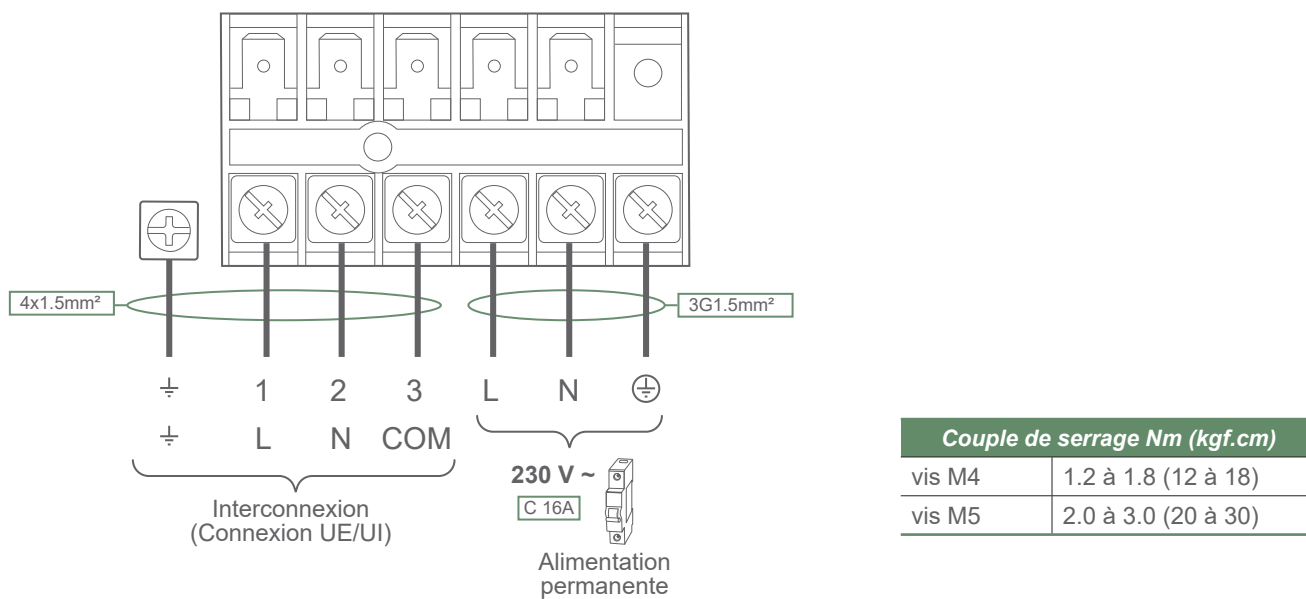 4x1.5mm²
3G1.5mm²
1 2 3 L N
L N COM
Interconnexion
(Connexion UE/UI)
230 V ~
C 16A
Alimentation
permanente
Couple de serrage Nm (kgf.cm)
vis M4 1.2 à 1.8 (12 à 18)
vis M5 2.0 à 3.0 (20 à 30)